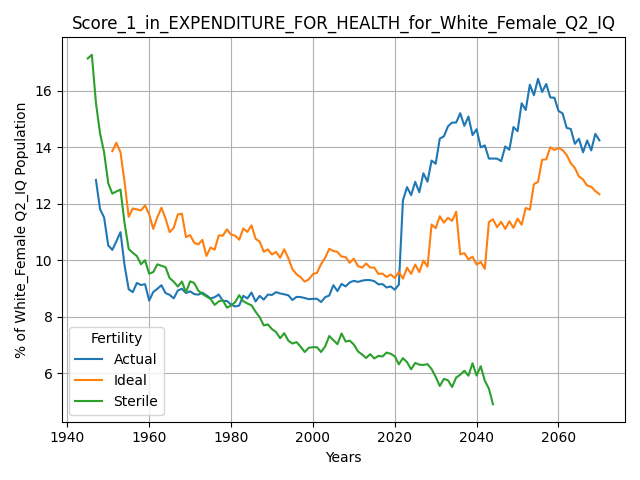 Score_1_in_EXPENDITURE_FOR_HEALTH_for_White_Female_Q2_IQ
% of White_Female Q2_IQ Population
16
14
12
10
8
6
Fertility
Actual
Ideal
Sterile
1940 1960 1980 2000 2020 2040 2060
Years